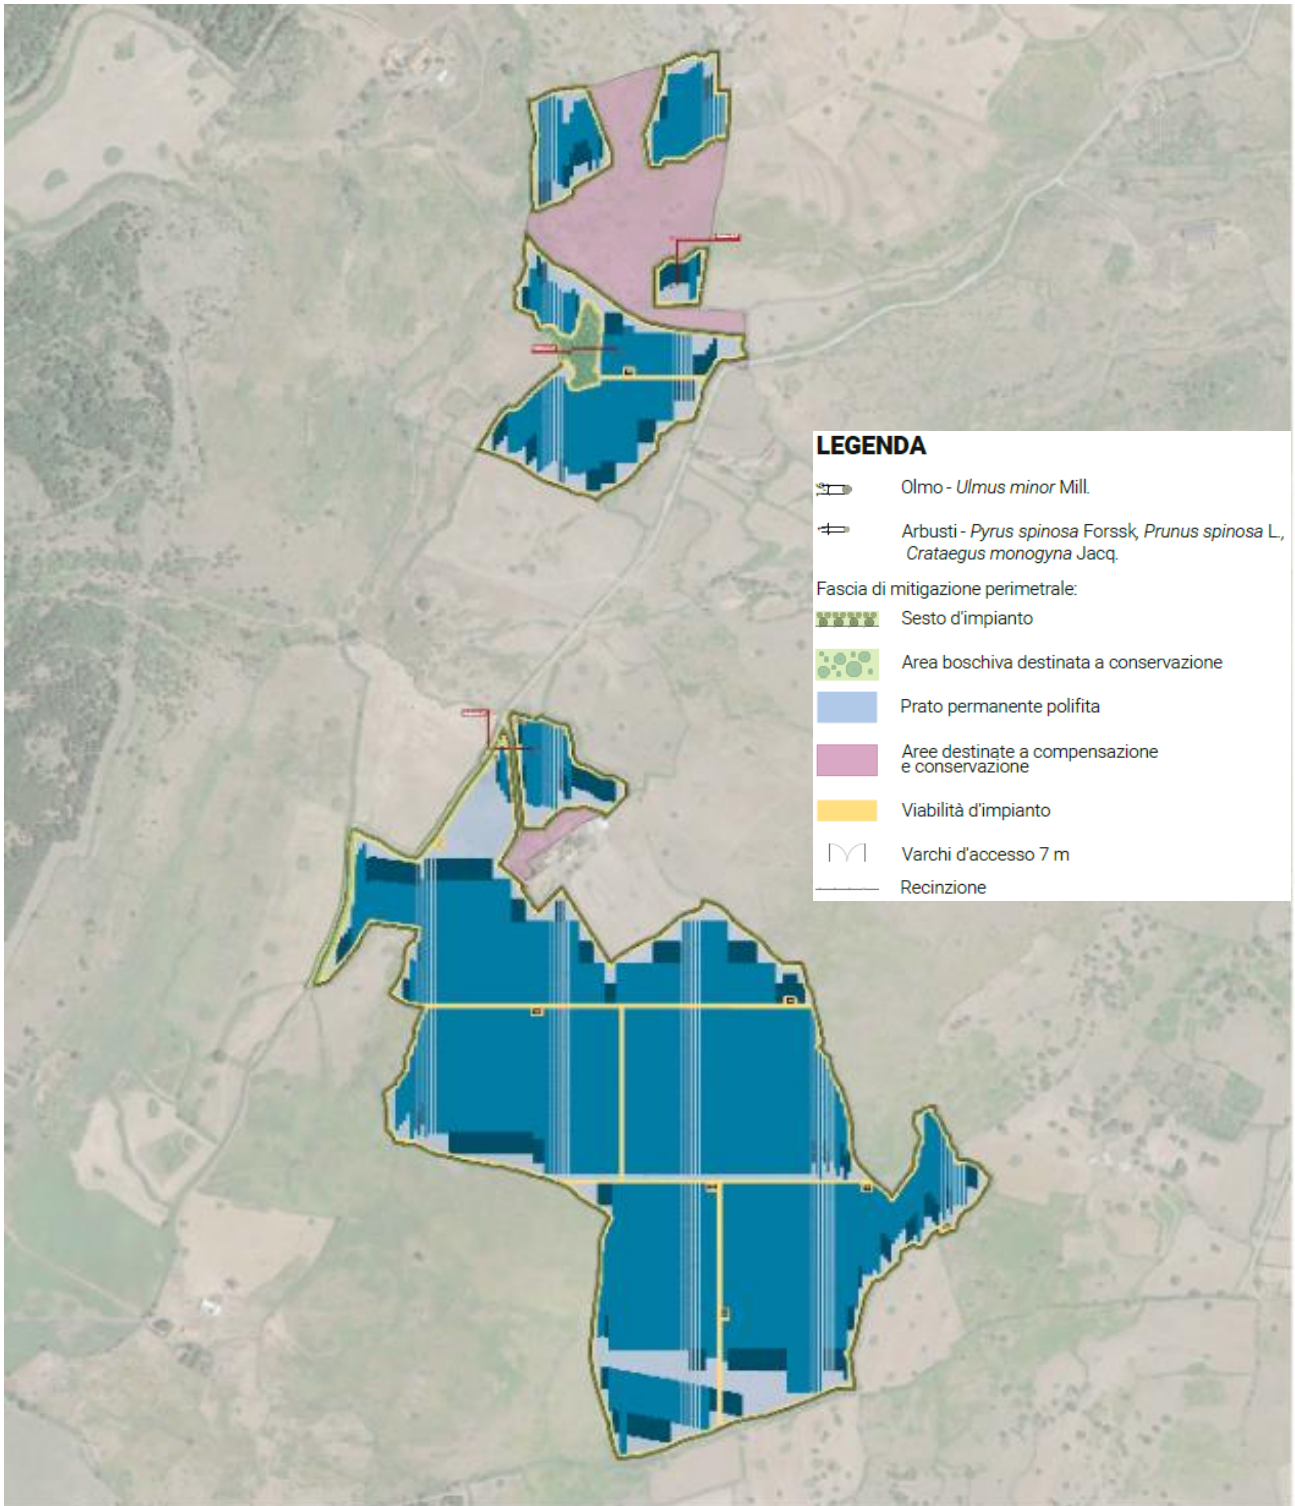 LEGENDA
Olmo - Ulmus minor Mill.
Arbusti - Pyrus spinosa Forssk, Prunus spinosa L.,
Crataegus monogyna Jacq.
Fascia di mitigazione perimetrale:
Sesto d'impianto
Area boschiva destinata a conservazione
Prato permanente polifita
Aree destinate a compensazione
e conservazione
Viabilità d'impianto
Varchi d'accesso 7 m
Recinzione